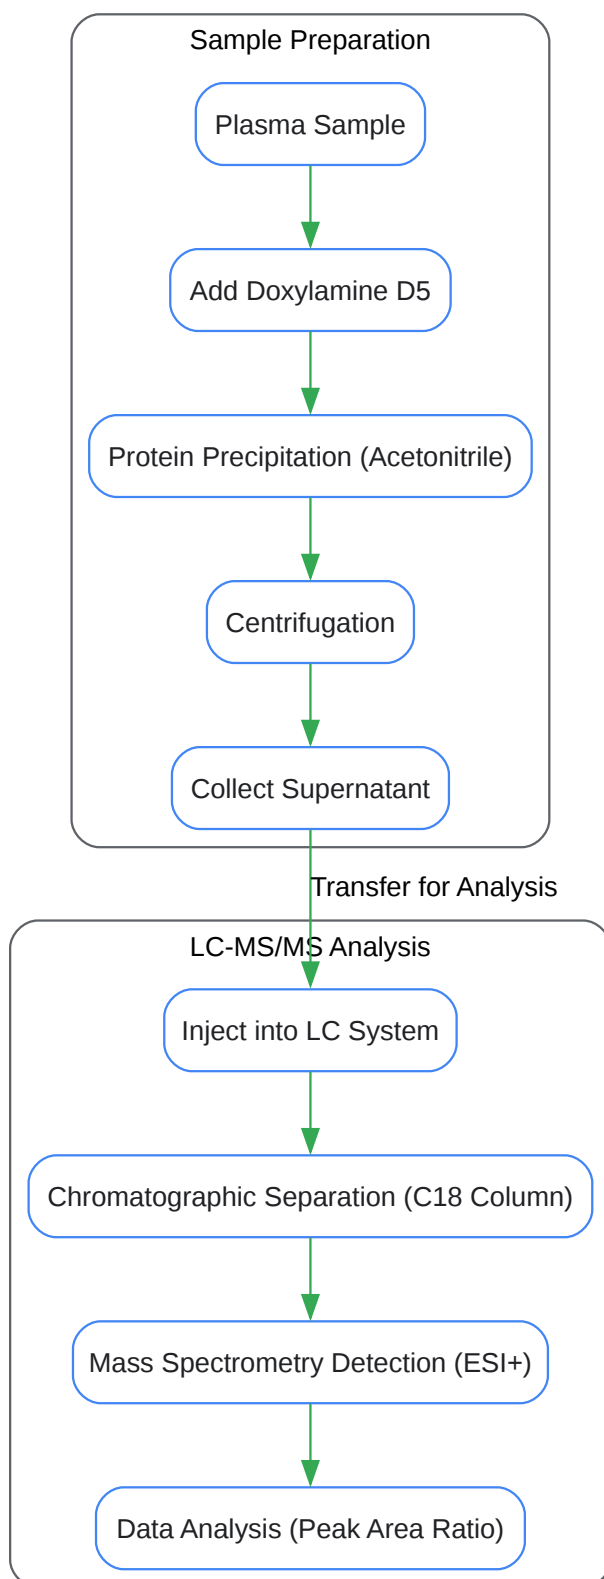 Sample Preparation
Plasma Sample
Add Doxylamine D5
Protein Precipitation (Acetonitrile)
Centrifugation
Collect Supernatant
Transfer for Analysis
LC-MS/MS Analysis
Inject into LC System
Chromatographic Separation (C18 Column)
Mass Spectrometry Detection (ESI+)
Data Analysis (Peak Area Ratio)